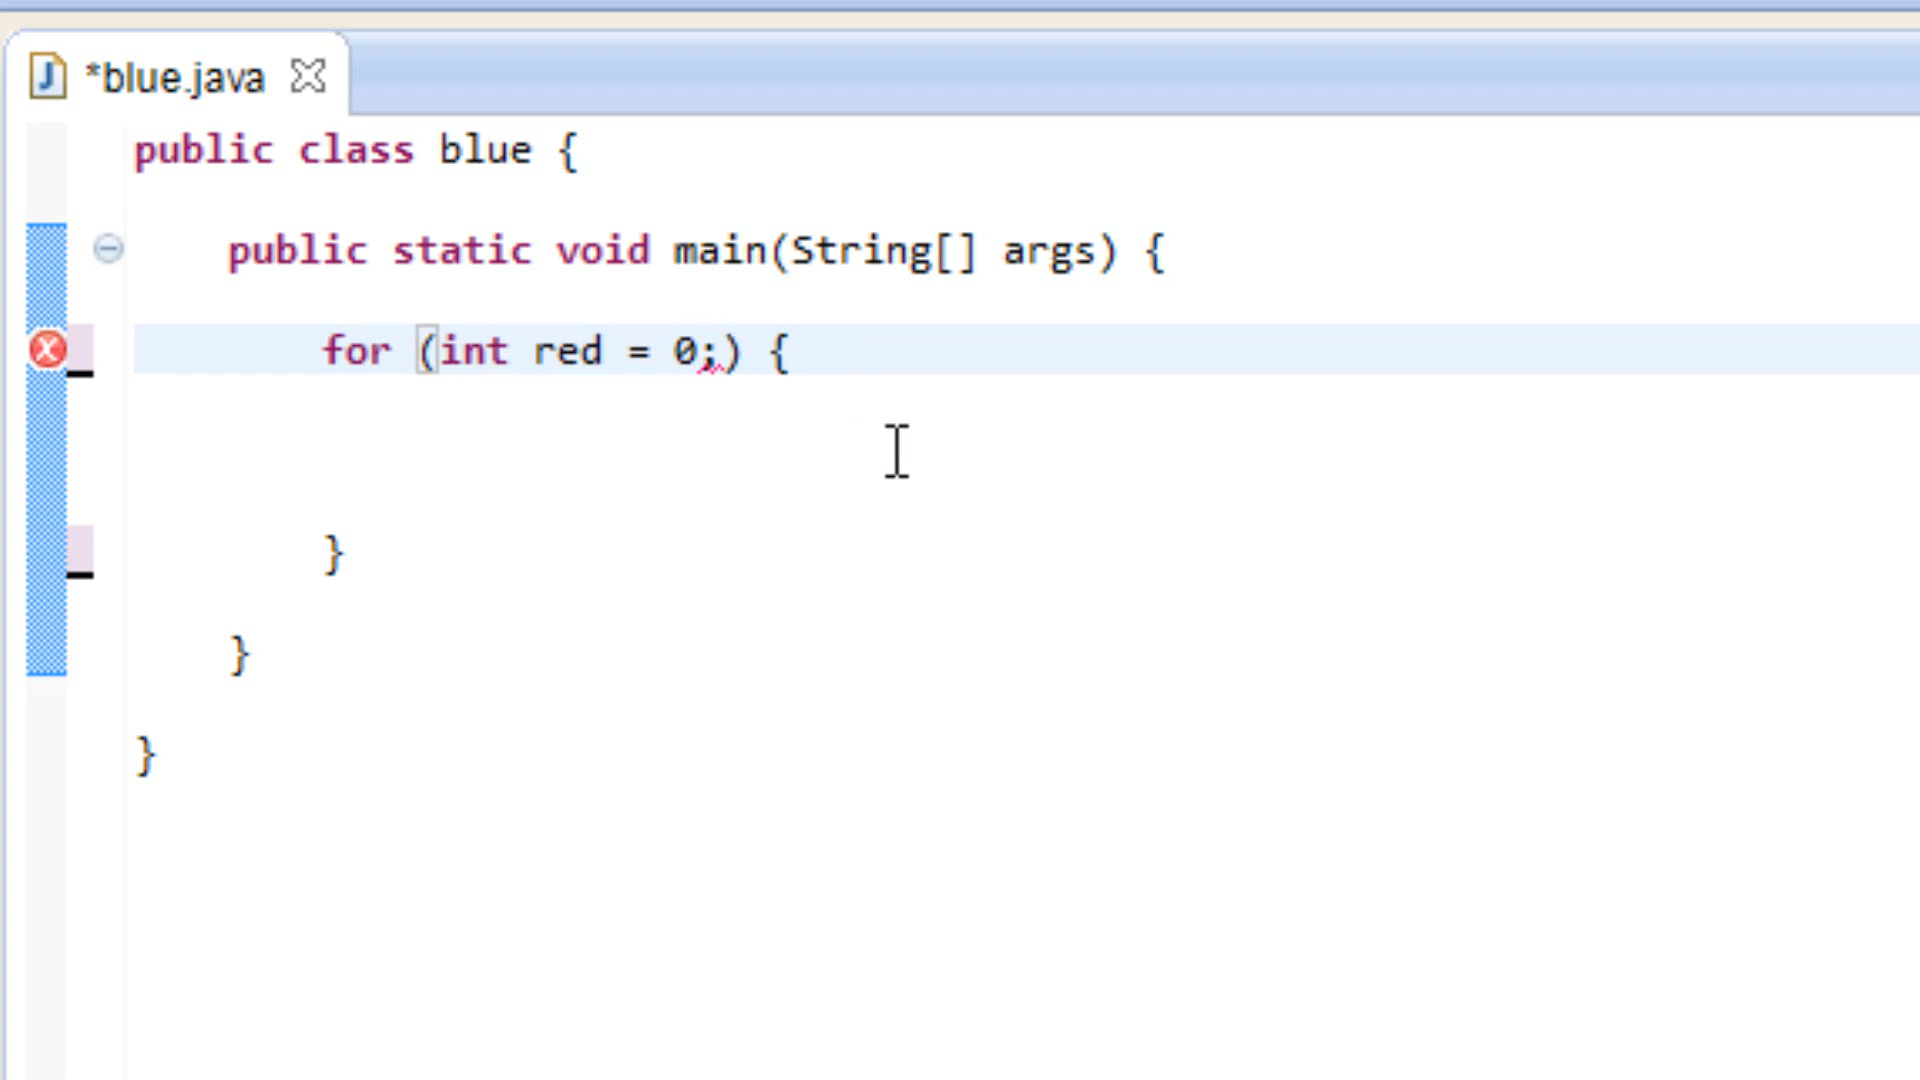 *blue.java
public class blue {
public static void main(String[] args) {
for (int red = 0;) {
}
}
}